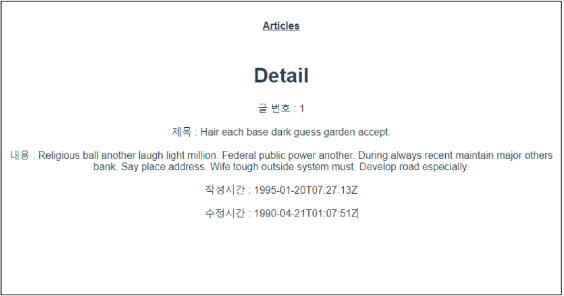 Articles
Detail
글 번호 : 1
제목 : Hair each base dark guess garden accept.
내용 : Religious ball another laugh light million. Federal public power another. During always recent maintain major others
bank. Say place address. Wife tough outside system must. Develop road especially.
작성시간 : 1995-01-20T07:27:13Z
수정시간 : 1990-04-21T01:07:51Z